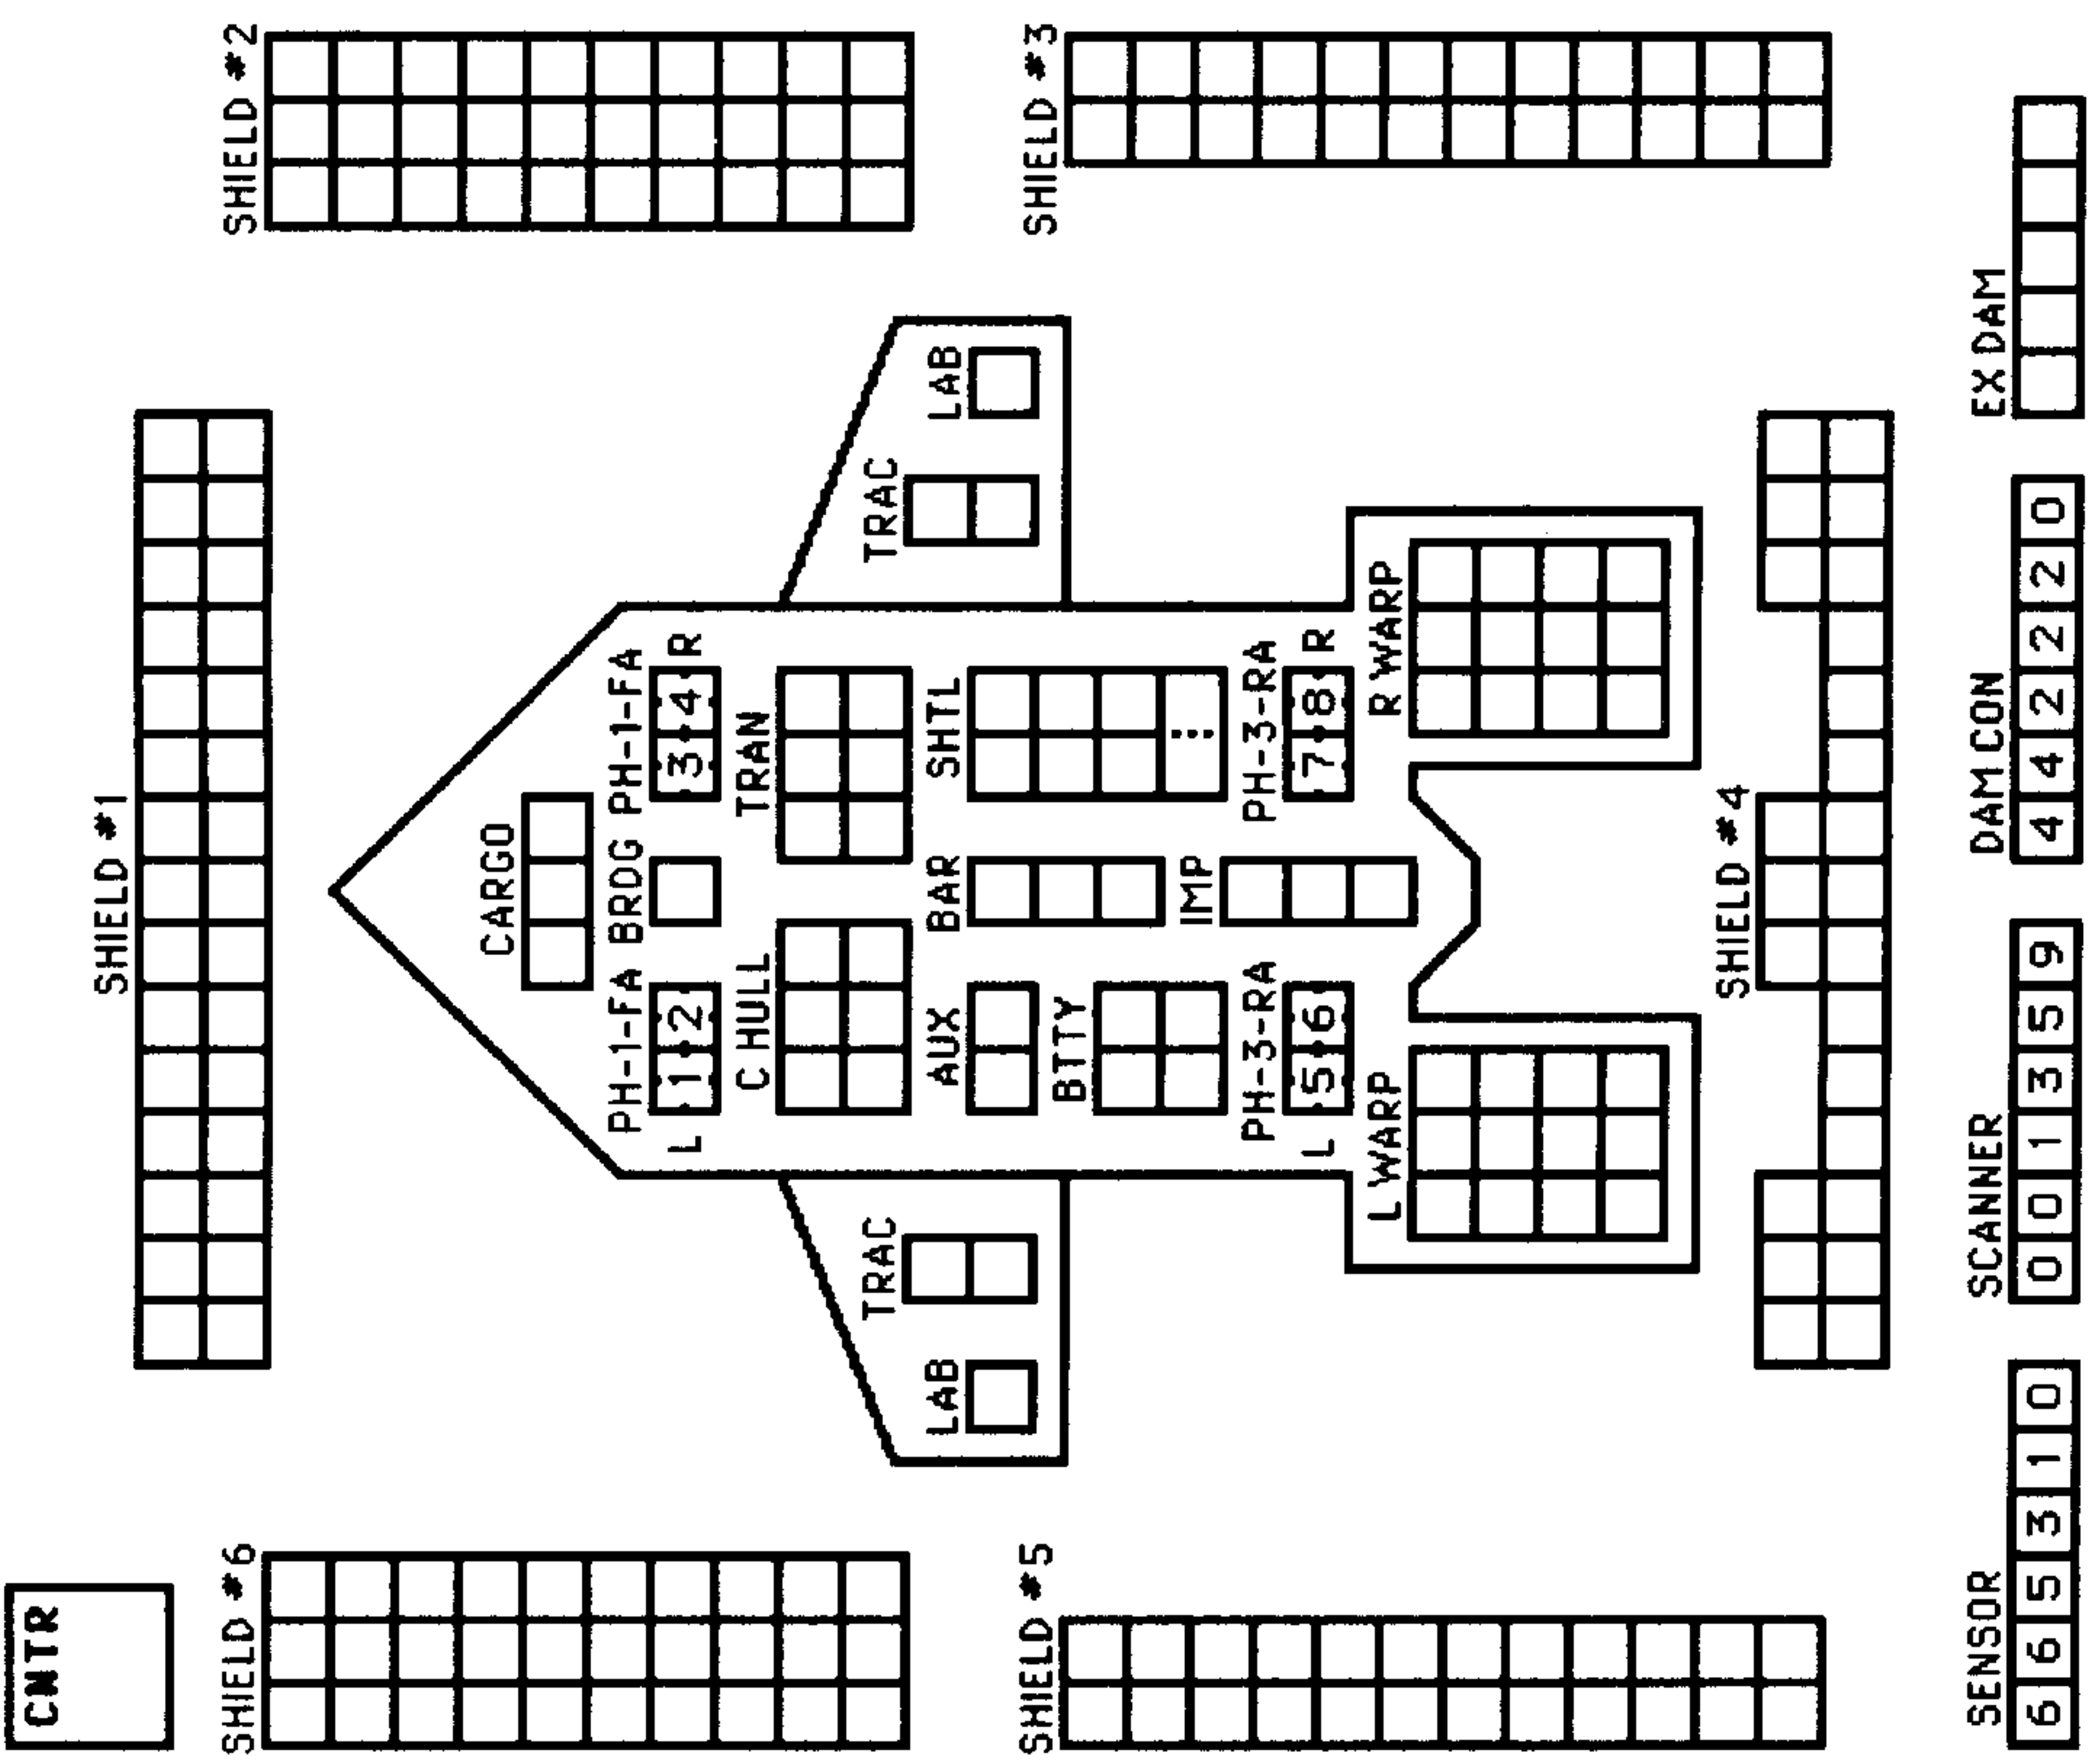 CNTR
SHIELD #1
SHIELD #2
SHIELD #6
SHIELD #3
SHIELD #5
SHIELD #4
CARGO
PH-1-FA BRDG PH-1-FA
L 1 2
3 4 R
C HULL
TRAN
TRAC
TRAC
LAB
LAB
AUX
BAR
SHTL
BTTY
IMP
PH-3-RA
PH-3-RA
L 5 6
7 8 R
L WARP
R WARP
SENSOR
6 6 5 3 1 0
SCANNER
0 0 1 3 5 9
DAM CON
4 4 2 2 2 0
EX DAM